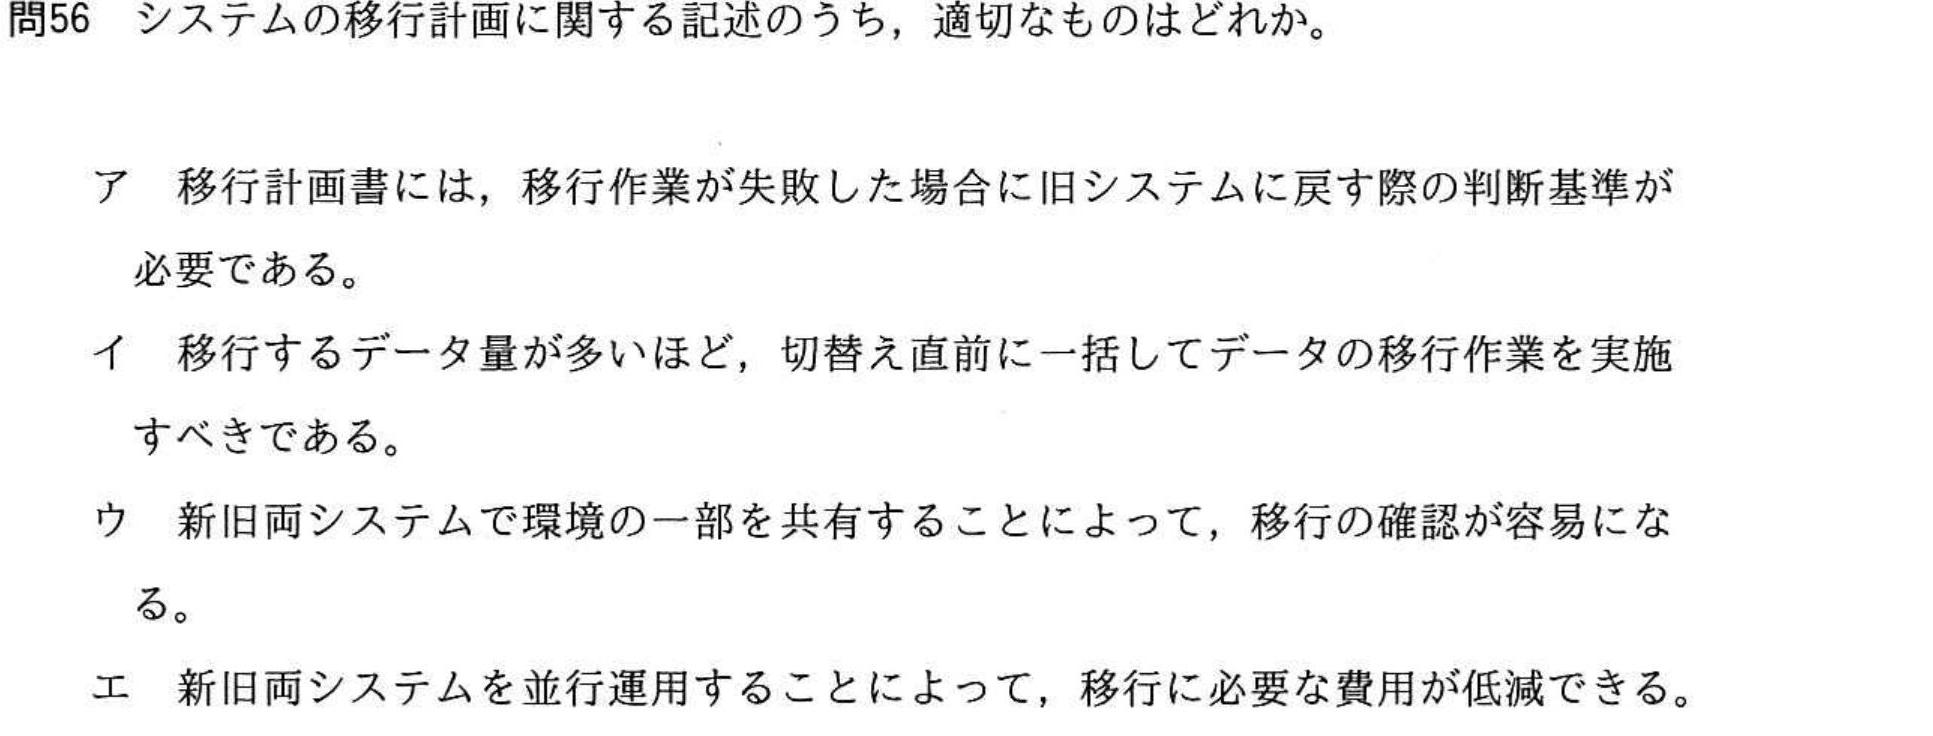 問56　システムの移行計画に関する記述のうち，適切なものはどれか。
ア　移行計画書には，移行作業が失敗した場合に旧システムに戻す際の判断基準が
必要である。
イ　移行するデータ量が多いほど，切替え直前に一括してデータの移行作業を実施
すべきである。
ウ　新旧両システムで環境の一部を共有することによって，移行の確認が容易にな
る。
エ　新旧両システムを並行運用することによって，移行に必要な費用が低減できる。